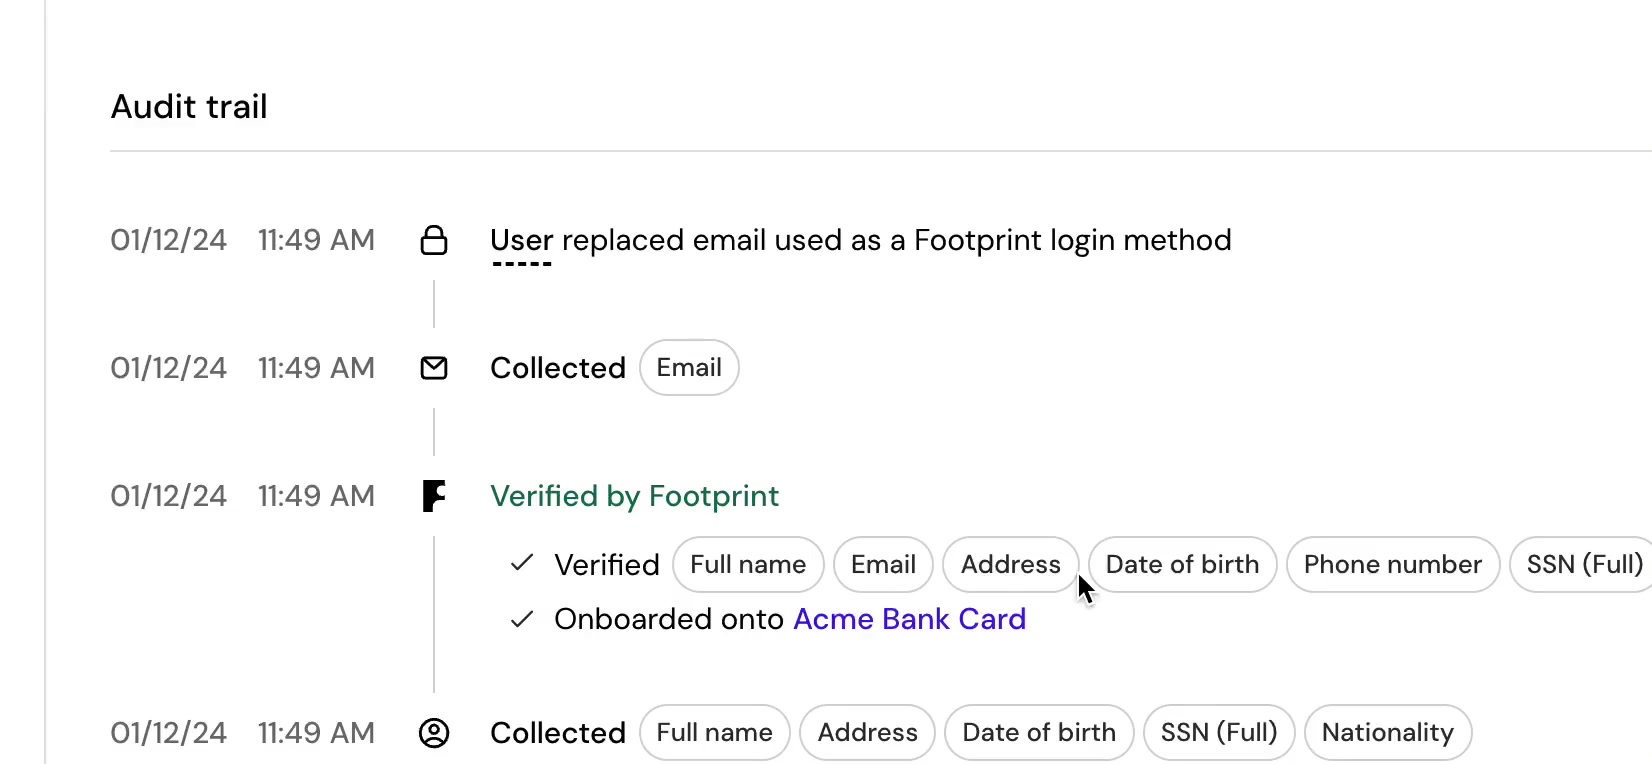 Audit trail
01/12/24 11:49 AM User replaced email used as a Footprint login method
01/12/24 11:49 AM Collected Email
01/12/24 11:49 AM Verified by Footprint
Verified Full name Email Address Date of birth Phone number SSN (Full)
Onboarded onto Acme Bank Card
01/12/24 11:49 AM Collected Full name Address Date of birth SSN (Full) Nationality